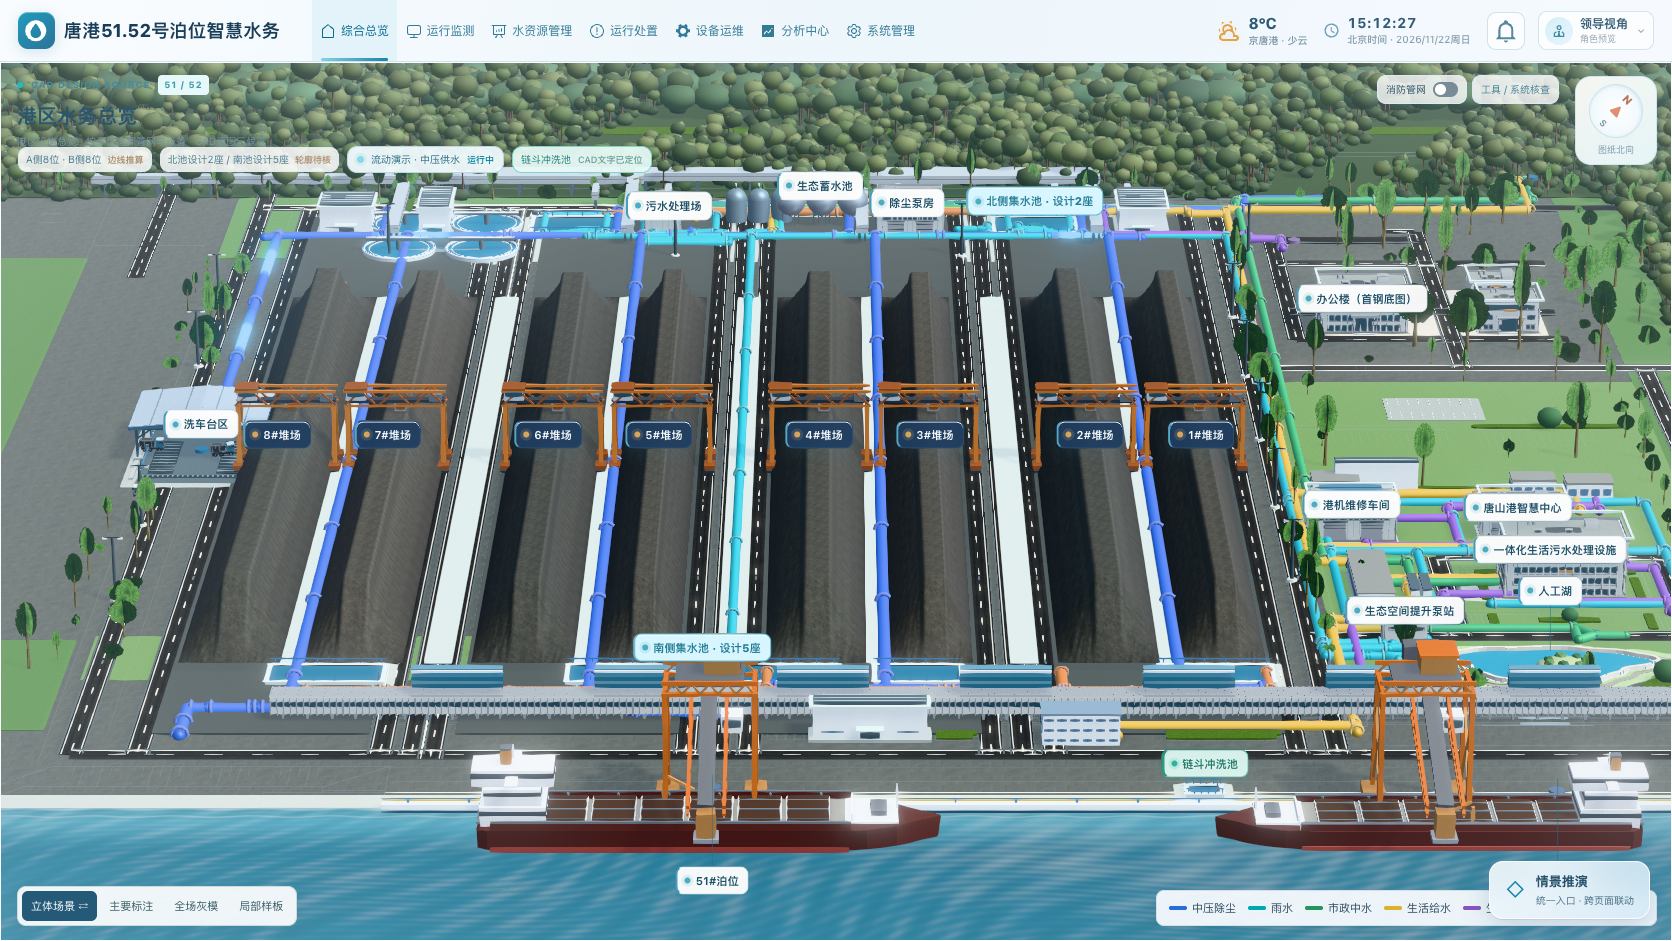 唐港51.52号泊位智慧水务
综合总览
运行监测
水资源管理
运行处置
设备运维
分析中心
系统管理
8°C
京唐港 · 少云
15:12:27
北京时间 · 2026/11/22周日
领导视角
角色预览
51 / 52
港区水务总览
A侧8位 · B侧8位 边线推算
北池设计2座 / 南池设计5座 轮廓待核
流动演示 · 中压供水 运行中
链斗冲洗池 CAD文字已定位
消防管网
工具 / 系统核查
N
S
图纸北向
污水处理场
生态蓄水池
除尘泵房
北侧集水池 · 设计2座
办公楼（首钢底图）
洗车台区
8#堆场
7#堆场
6#堆场
5#堆场
4#堆场
3#堆场
2#堆场
1#堆场
港机维修车间
唐山港智慧中心
一体化生活污水处理设施
人工湖
生态空间提升泵站
南侧集水池 · 设计5座
链斗冲洗池
51#泊位
立体场景
主要标注
全场灰模
局部样板
中压除尘
雨水
市政中水
生活给水
情景推演
统一入口 · 跨页面联动